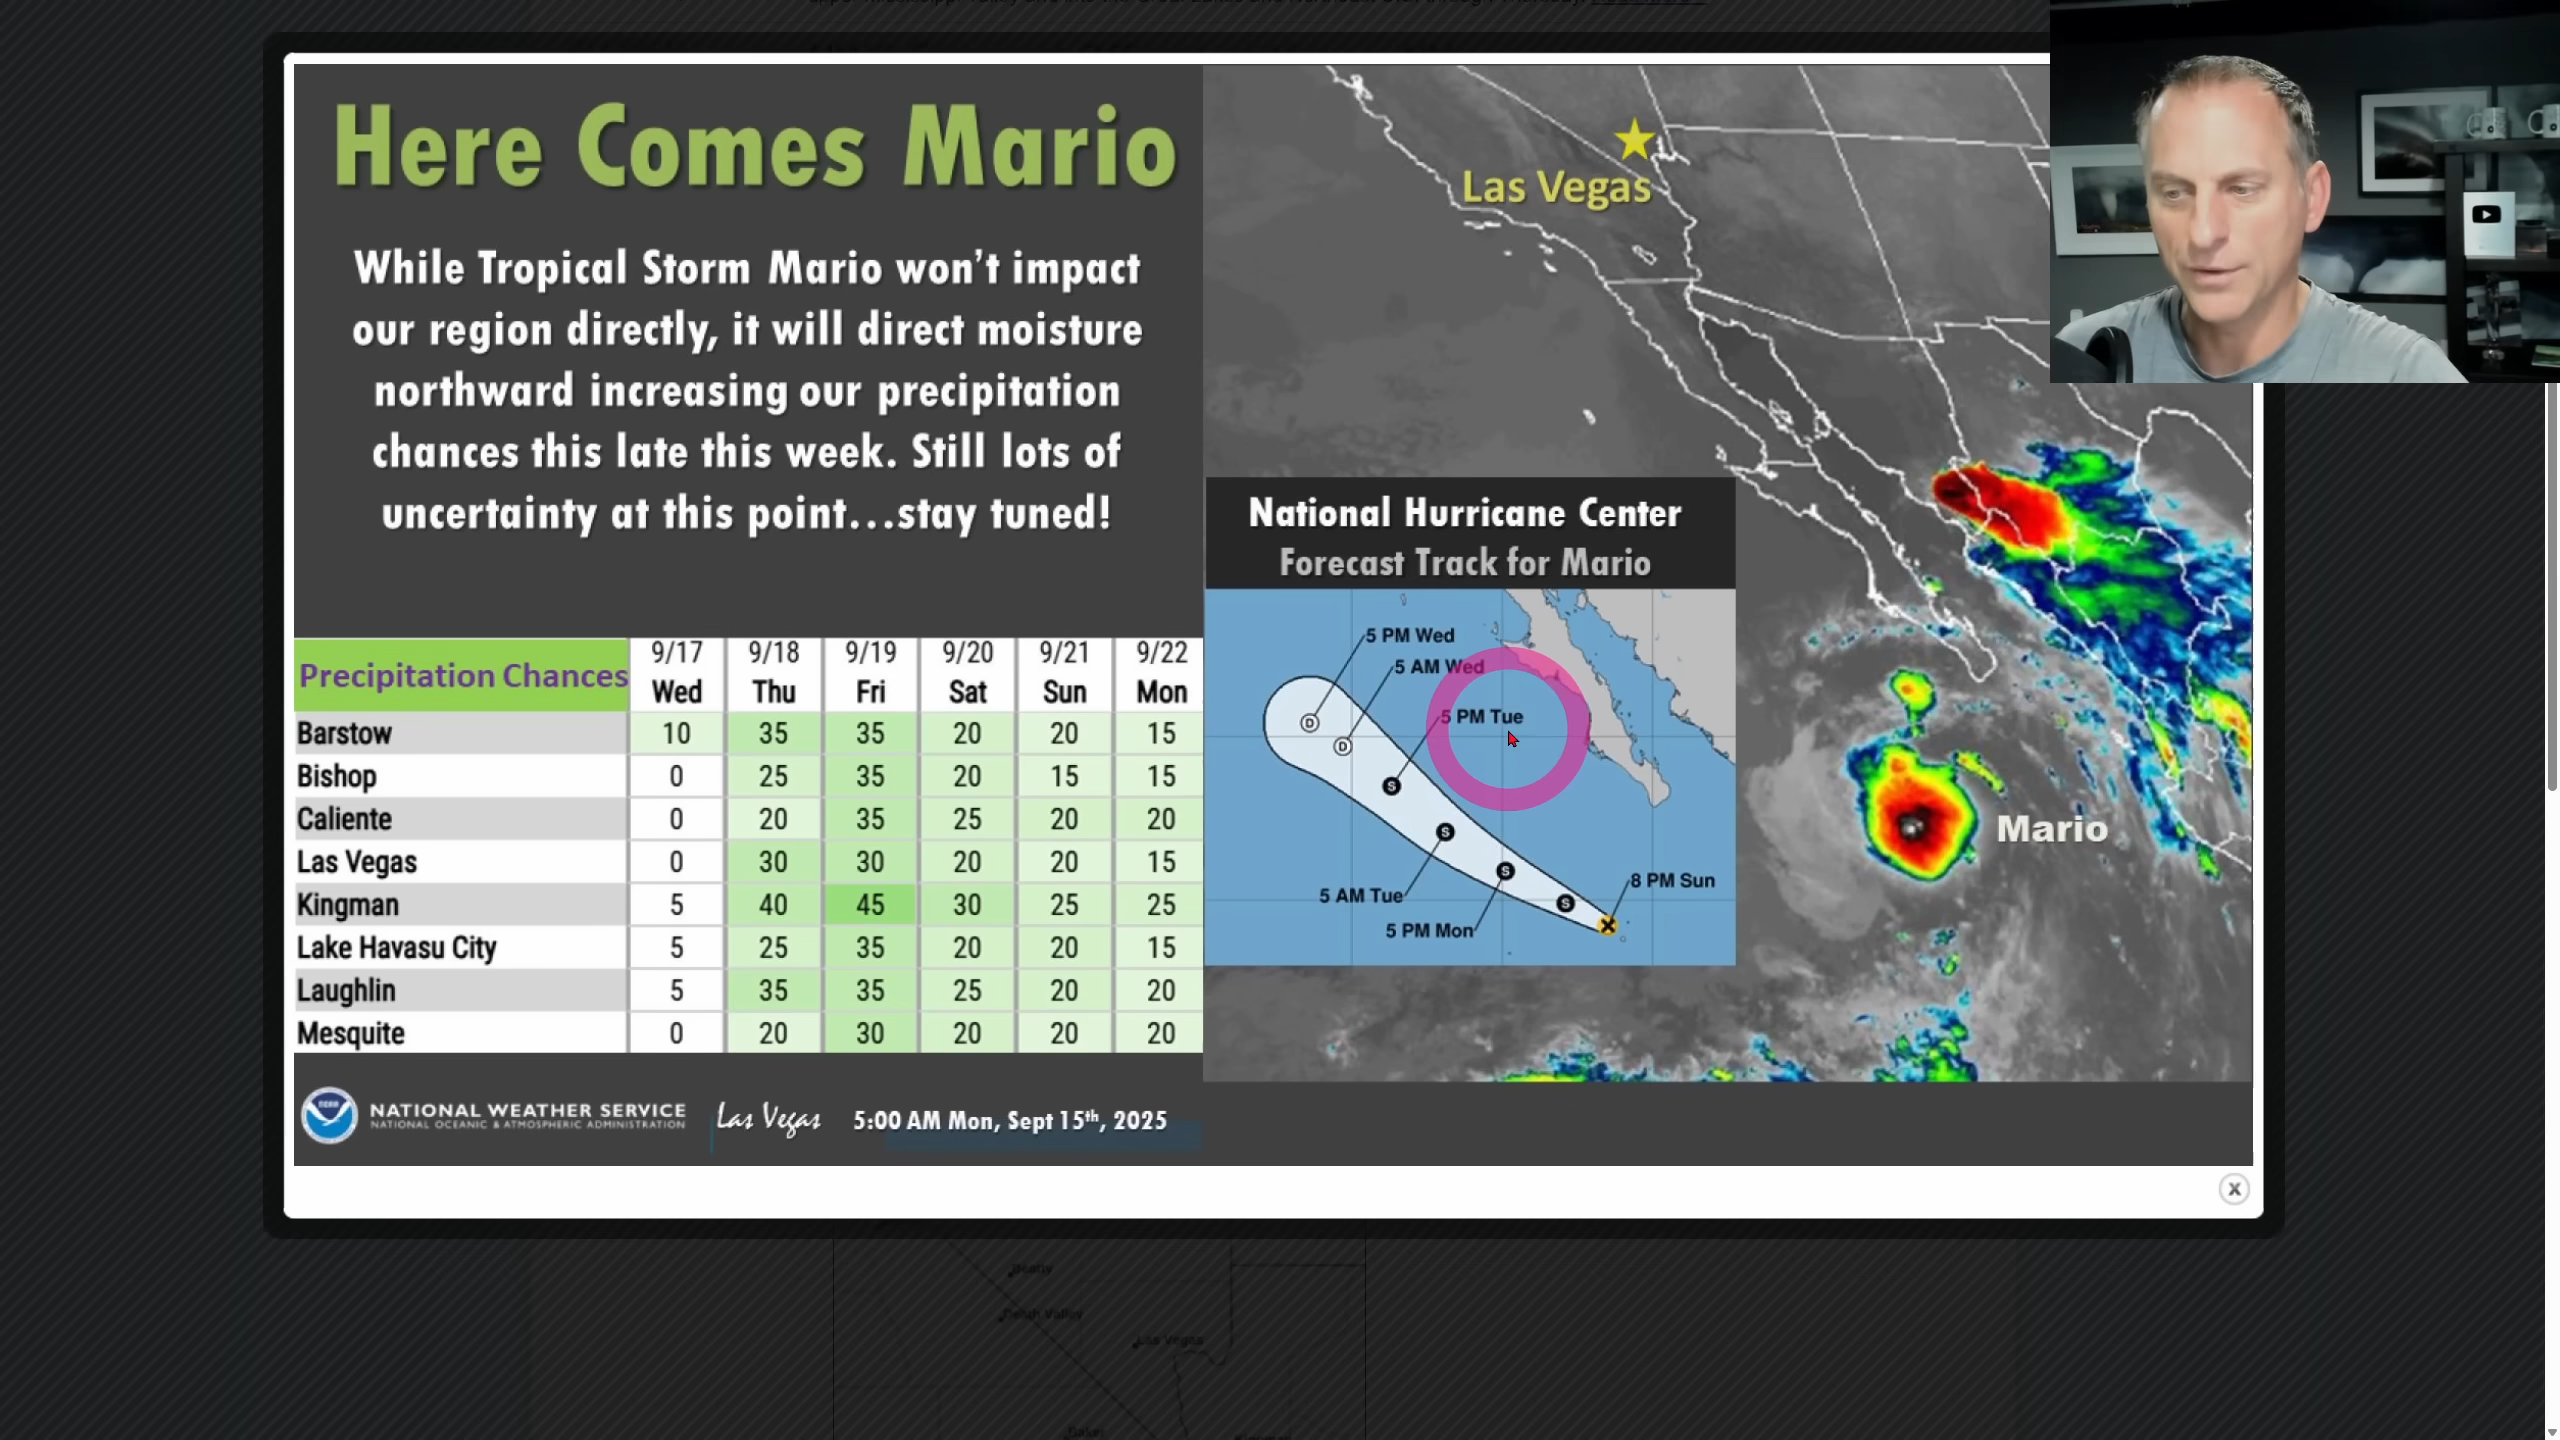 Here Comes Mario
While Tropical Storm Mario won't impact
our region directly, it will direct moisture
northward increasing our precipitation
chances this late this week. Still lots of
uncertainty at this point...stay tuned!
Precipitation Chances 9/17 Wed 9/18 Thu 9/19 Fri 9/20 Sat 9/21 Sun 9/22 Mon
Barstow 10 35 35 20 20 15
Bishop 0 25 35 20 15 15
Caliente 0 20 35 25 20 20
Las Vegas 0 30 30 20 20 15
Kingman 5 40 45 30 25 25
Lake Havasu City 5 25 35 20 20 15
Laughlin 5 35 35 25 20 20
Mesquite 0 20 30 20 20 20
NATIONAL WEATHER SERVICE
NATIONAL OCEANIC & ATMOSPHERIC ADMINISTRATION
Las Vegas
5:00 AM Mon, Sept 15th, 2025
Las Vegas
National Hurricane Center
Forecast Track for Mario
5 PM Wed
5 AM Wed
5 PM Tue
D
D
S
S
S
S
8 PM Sun
5 AM Tue
5 PM Mon
Mario
X
Beatty
Death Valley
Las Vegas